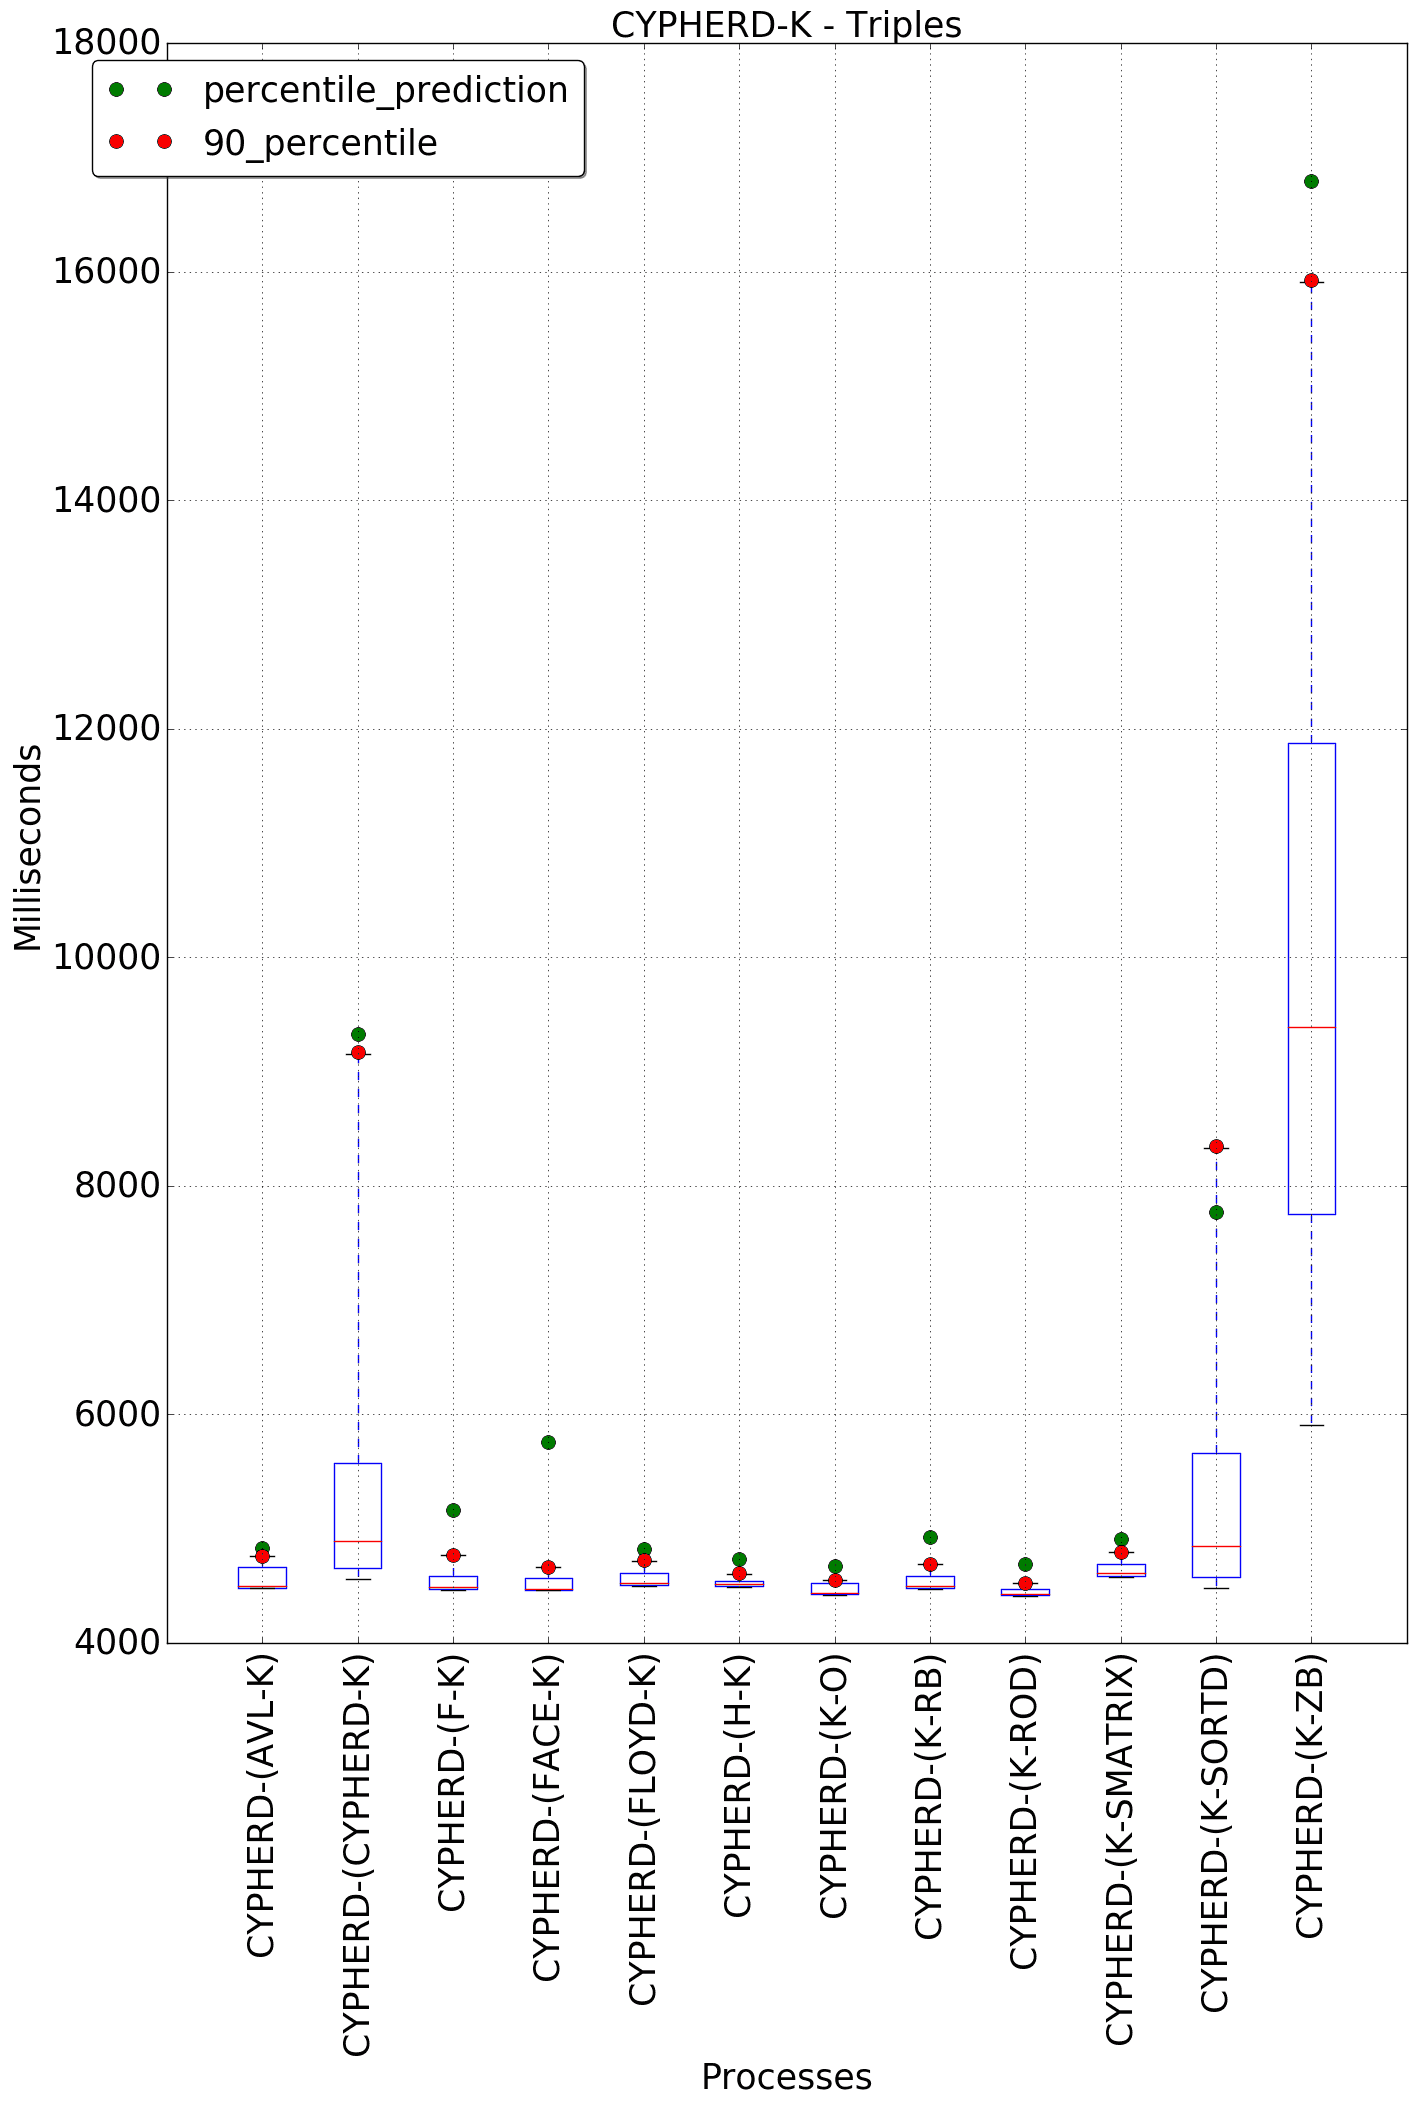 CYPHERD-K - Triples
percentile_prediction
90_percentile
18000
16000
14000
12000
10000
8000
6000
4000
Milliseconds
CYPHERD-(AVL-K)
CYPHERD-(CYPHERD-K)
CYPHERD-(F-K)
CYPHERD-(FACE-K)
CYPHERD-(FLOYD-K)
CYPHERD-(H-K)
CYPHERD-(K-O)
CYPHERD-(K-RB)
CYPHERD-(K-ROD)
CYPHERD-(K-SMATRIX)
CYPHERD-(K-SORTD)
CYPHERD-(K-ZB)
Processes